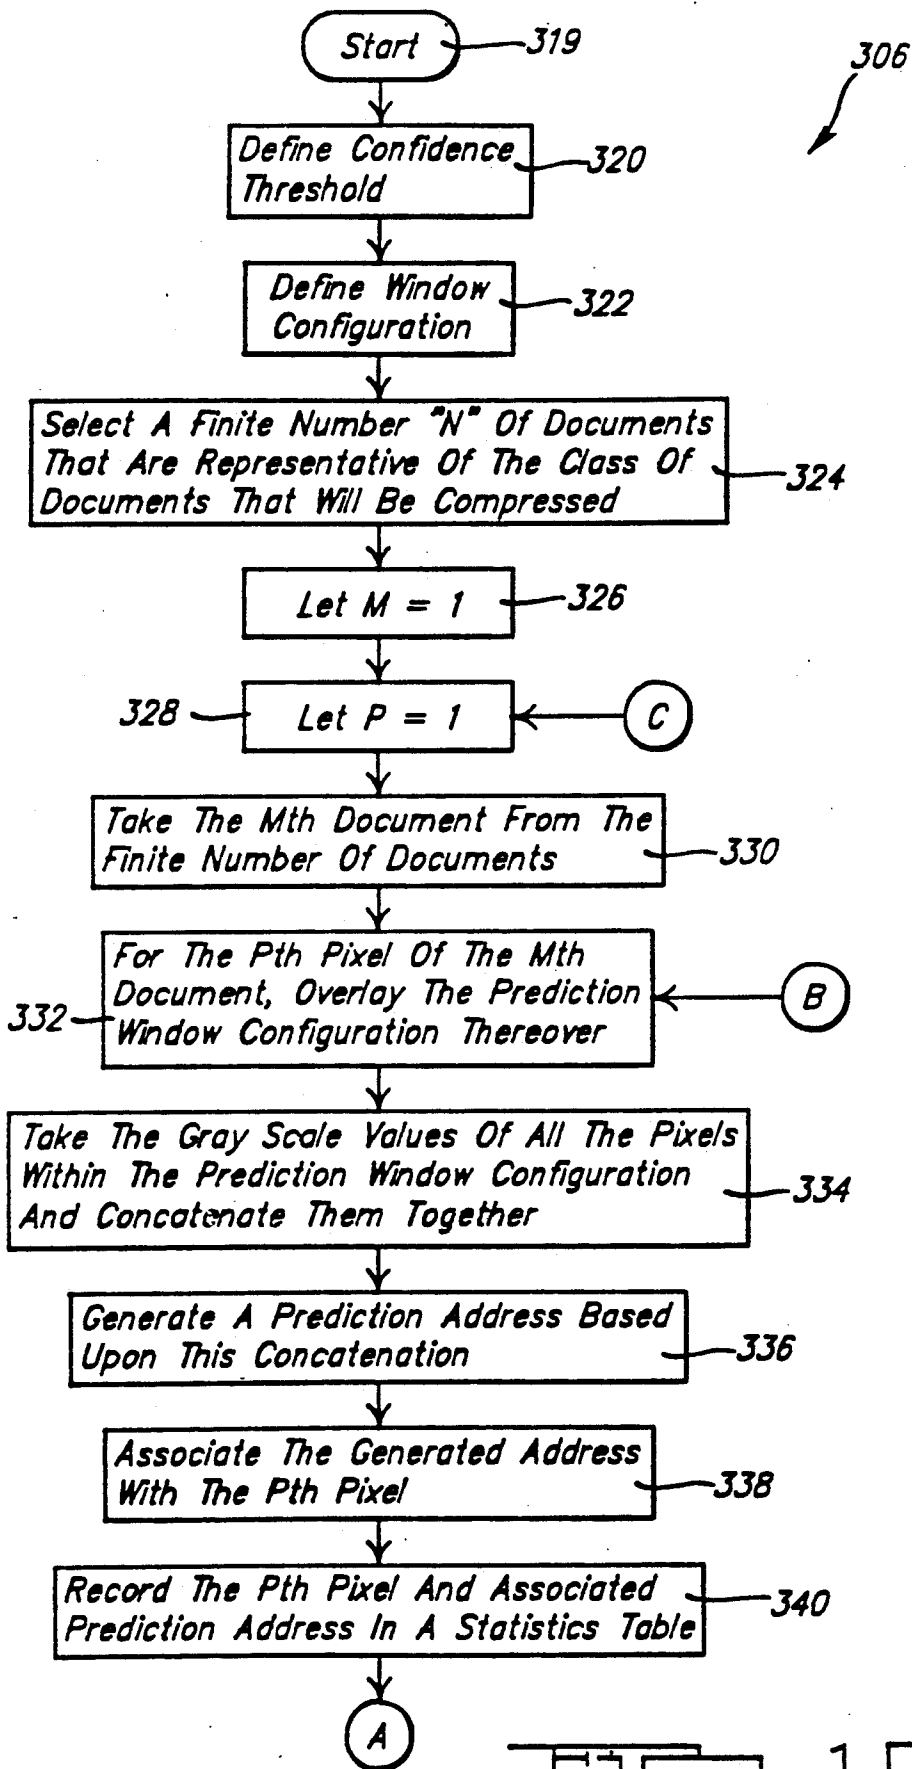 Start
319
306
Define Confidence
Threshold
320
Define Window
Configuration
322
Select A Finite Number "N" Of Documents
That Are Representative Of The Class Of
Documents That Will Be Compressed
324
Let M = 1
326
328
Let P = 1
C
Take The Mth Document From The
Finite Number Of Documents
330
For The Pth Pixel Of The Mth
Document, Overlay The Prediction
Window Configuration Thereover
332
B
Take The Gray Scale Values Of All The Pixels
Within The Prediction Window Configuration
And Concatenate Them Together
334
Generate A Prediction Address Based
Upon This Concatenation
336
Associate The Generated Address
With The Pth Pixel
338
Record The Pth Pixel And Associated
Prediction Address In A Statistics Table
340
A